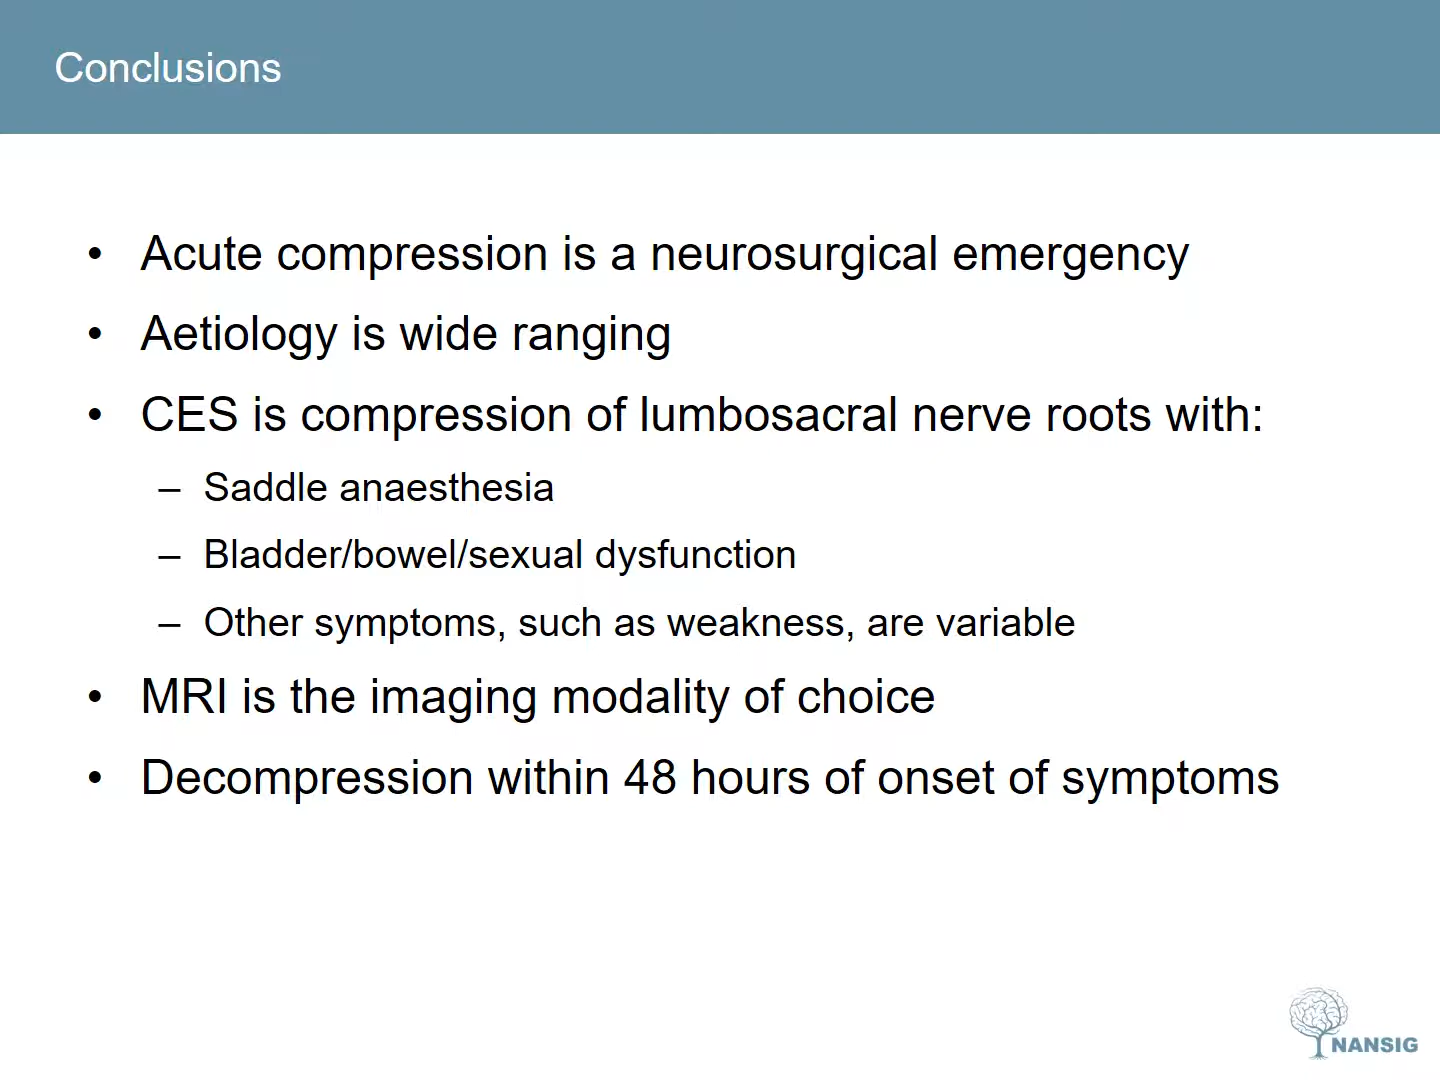 Conclusions
• Acute compression is a neurosurgical emergency
• Aetiology is wide ranging
• CES is compression of lumbosacral nerve roots with:
– Saddle anaesthesia
– Bladder/bowel/sexual dysfunction
– Other symptoms, such as weakness, are variable
• MRI is the imaging modality of choice
• Decompression within 48 hours of onset of symptoms
NANSIG